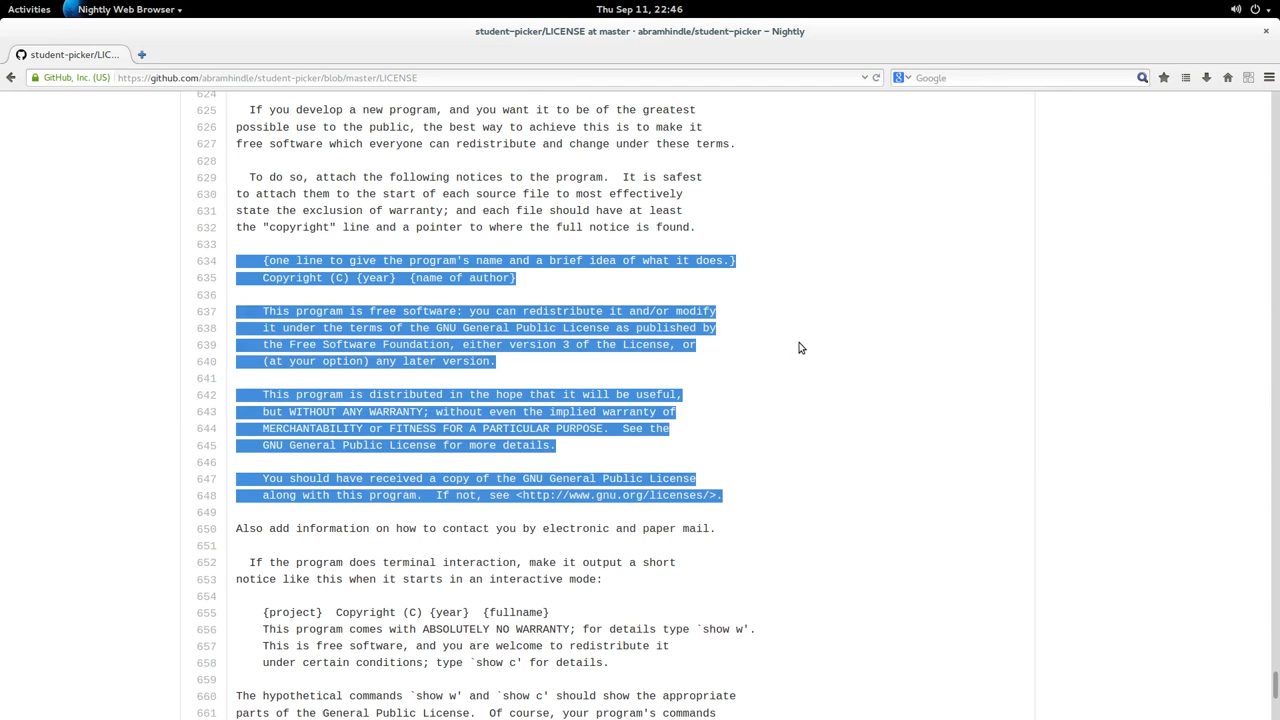 Activities Nightly Web Browser Thu Sep 11, 22:46
student-picker/LICENSE at master · abramhindle/student-picker – Nightly
student-picker/LIC...
GitHub, Inc. (US) https://github.com/abramhindle/student-picker/blob/master/LICENSE Google
624
625 If you develop a new program, and you want it to be of the greatest
626 possible use to the public, the best way to achieve this is to make it
627 free software which everyone can redistribute and change under these terms.
628
629 To do so, attach the following notices to the program. It is safest
630 to attach them to the start of each source file to most effectively
631 state the exclusion of warranty; and each file should have at least
632 the "copyright" line and a pointer to where the full notice is found.
633
634 {one line to give the program's name and a brief idea of what it does.}
635 Copyright (C) {year} {name of author}
636
637 This program is free software: you can redistribute it and/or modify
638 it under the terms of the GNU General Public License as published by
639 the Free Software Foundation, either version 3 of the License, or
640 (at your option) any later version.
641
642 This program is distributed in the hope that it will be useful,
643 but WITHOUT ANY WARRANTY; without even the implied warranty of
644 MERCHANTABILITY or FITNESS FOR A PARTICULAR PURPOSE. See the
645 GNU General Public License for more details.
646
647 You should have received a copy of the GNU General Public License
648 along with this program. If not, see <http://www.gnu.org/licenses/>.
649
650 Also add information on how to contact you by electronic and paper mail.
651
652 If the program does terminal interaction, make it output a short
653 notice like this when it starts in an interactive mode:
654
655 {project} Copyright (C) {year} {fullname}
656 This program comes with ABSOLUTELY NO WARRANTY; for details type `show w'.
657 This is free software, and you are welcome to redistribute it
658 under certain conditions; type `show c' for details.
659
660 The hypothetical commands `show w' and `show c' should show the appropriate
661 parts of the General Public License. Of course, your program's commands